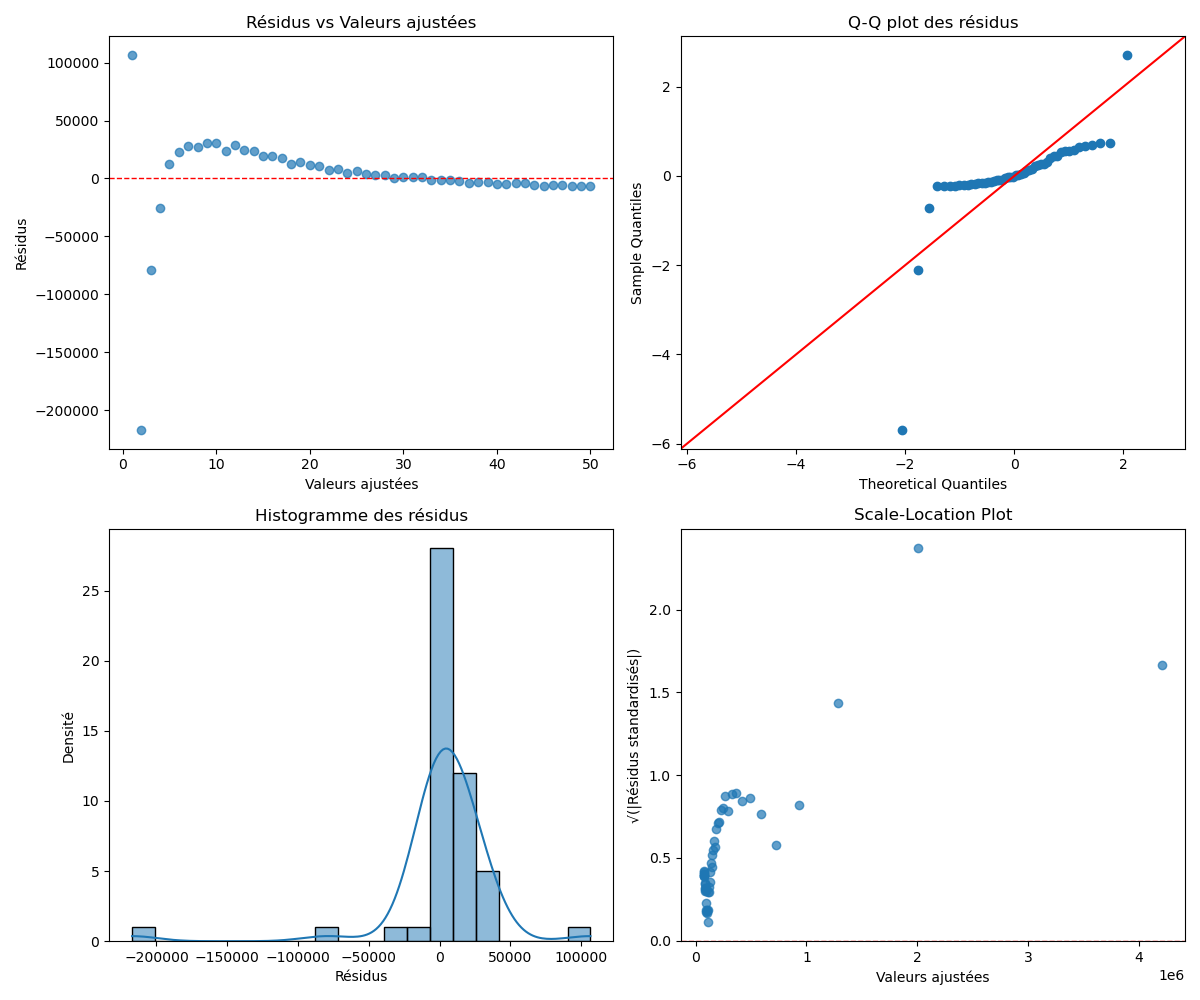 Résidus vs Valeurs ajustées
Résidus
100000
50000
0
−50000
−100000
−150000
−200000
0 10 20 30 40 50
Valeurs ajustées
Q-Q plot des résidus
Sample Quantiles
2
0
−2
−4
−6
−6 −4 −2 0 2
Theoretical Quantiles
Histogramme des résidus
Densité
25
20
15
10
5
0
−200000 −150000 −100000 −50000 0 50000 100000
Résidus
Scale-Location Plot
√(|Résidus standardisés|)
2.0
1.5
1.0
0.5
0.0
0 1 2 3 4
1e6
Valeurs ajustées